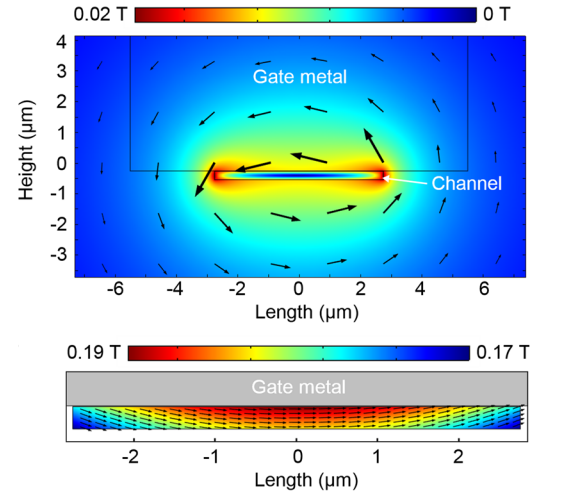 0.02 T 0 T
4
3
2
1
0
-1
-2
-3
Height (µm)
Gate metal
Channel
-6 -4 -2 0 2 4 6
Length (µm)
0.19 T 0.17 T
Gate metal
-2 -1 0 1 2
Length (µm)